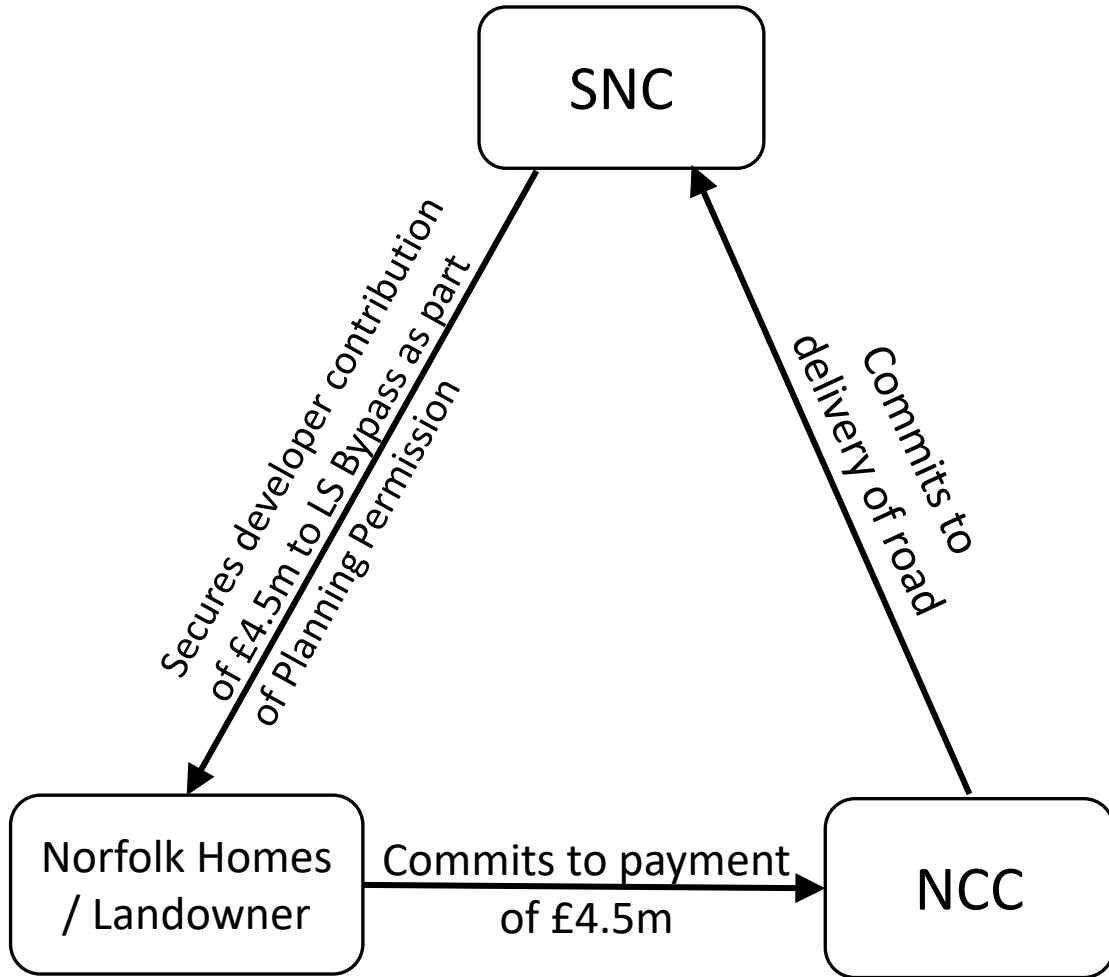 SNC
Secures developer contribution
of £4.5m to LS Bypass as part
of Planning Permission
Commits to
delivery of road
Norfolk Homes
/ Landowner
Commits to payment
of £4.5m
NCC